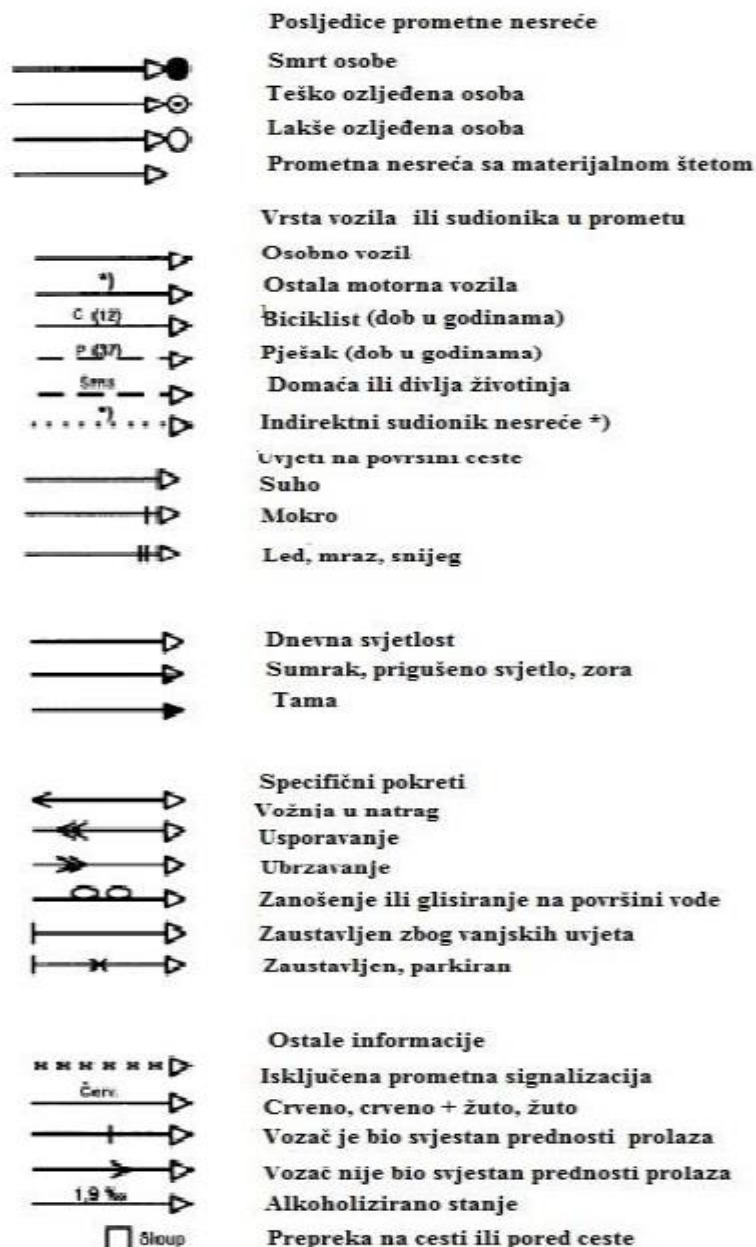 Posljedice prometne nesreće
Smrt osobe
Teško ozljeđena osoba
Lakše ozljeđena osoba
Prometna nesreća sa materijalnom štetom
Vrsta vozila ili sudionika u prometu
Osobno vozil
*) Ostala motorna vozila
C (12) Biciklist (dob u godinama)
P (37) Pješak (dob u godinama)
Srna Domaća ili divlja životinja
*) Indirektni sudionik nesreće *)
Uvjeti na površini ceste
Suho
Mokro
Led, mraz, snijeg
Dnevna svjetlost
Sumrak, prigušeno svjetlo, zora
Tama
Specifični pokreti
Vožnja u natrag
Usporavanje
Ubrzavanje
Zanošenje ili glisiranje na površini vode
Zaustavljen zbog vanjskih uvjeta
Zaustavljen, parkiran
Ostale informacije
Isključena prometna signalizacija
Červ. Crveno, crveno + žuto, žuto
Vozač je bio svjestan prednosti prolaza
Vozač nije bio svjestan prednosti prolaza
1,9 ‰ Alkoholizirano stanje
sloup Prepreka na cesti ili pored ceste